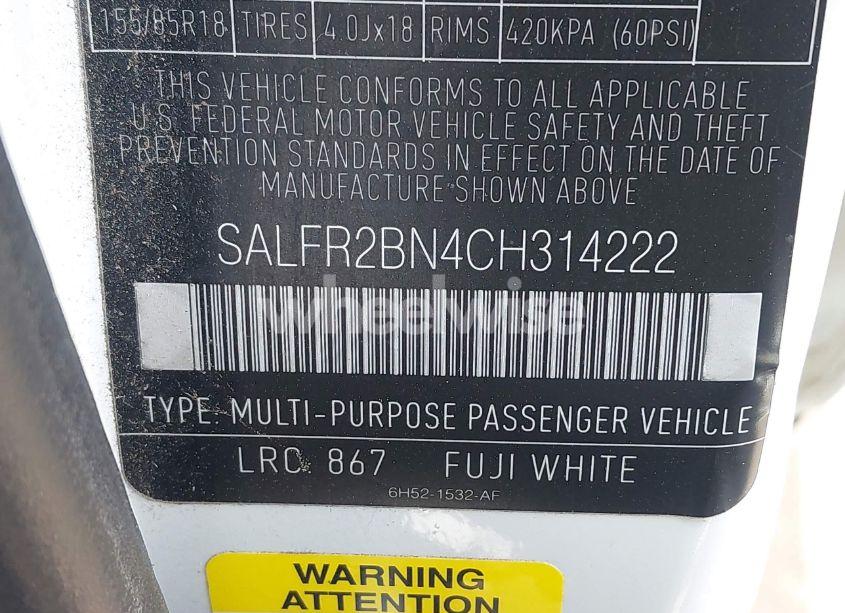 155/85R18 TIRES 4.0Jx18 RIMS 420KPA (60PSI)
THIS VEHICLE CONFORMS TO ALL APPLICABLE
U.S. FEDERAL MOTOR VEHICLE SAFETY AND THEFT
PREVENTION STANDARDS IN EFFECT ON THE DATE OF
MANUFACTURE SHOWN ABOVE
SALFR2BN4CH314222
wheelwise
TYPE: MULTI-PURPOSE PASSENGER VEHICLE
LRC 867 FUJI WHITE
6H52-1532-AF
WARNING
ATTENTION